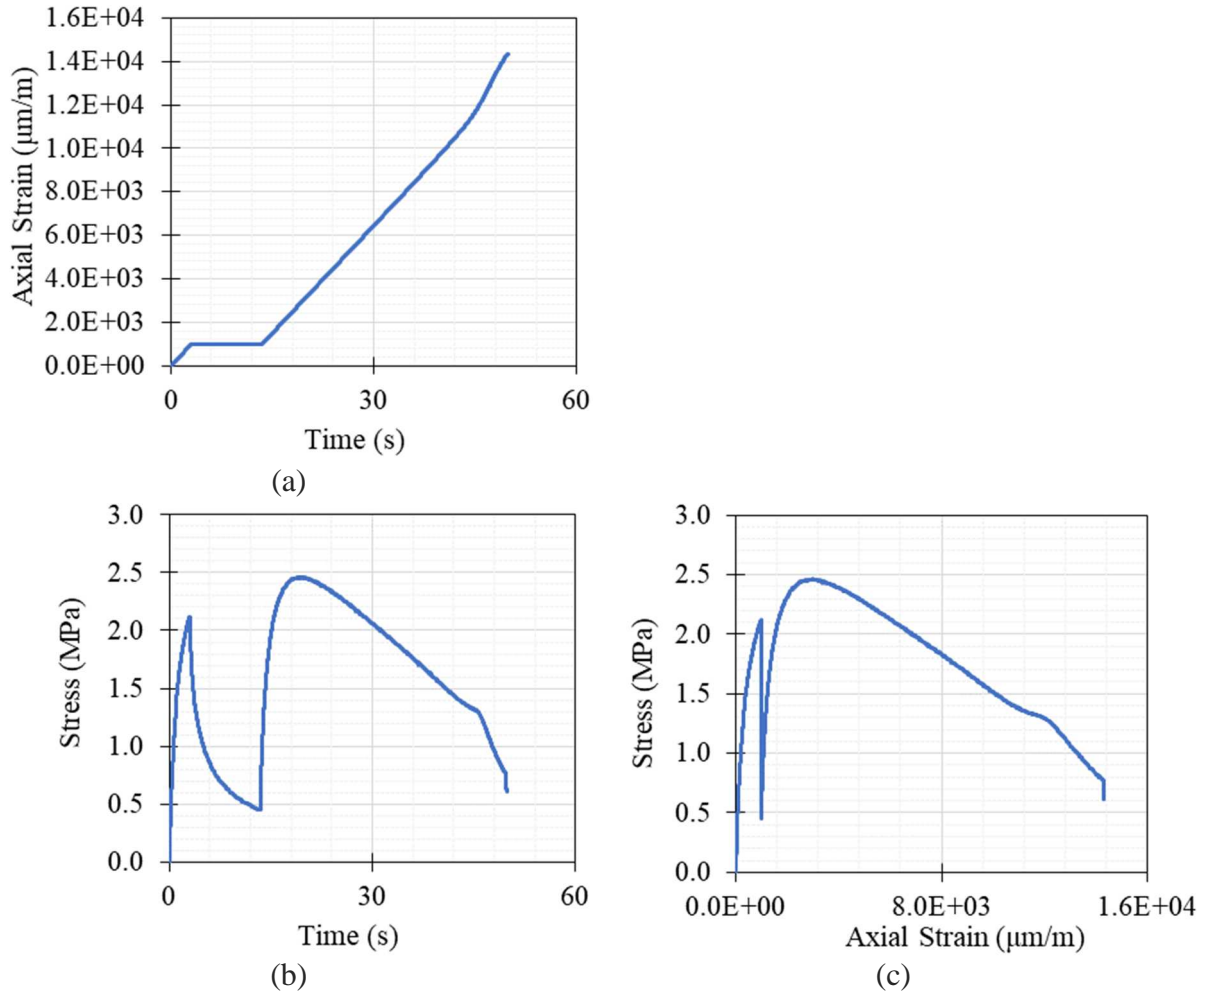 1.6E+04
1.4E+04
1.2E+04
1.0E+04
8.0E+03
6.0E+03
4.0E+03
2.0E+03
0.0E+00
Axial Strain (μm/m)
0 30 60
Time (s)
(a)
3.0
2.5
2.0
1.5
1.0
0.5
0.0
Stress (MPa)
0 30 60
Time (s)
(b)
3.0
2.5
2.0
1.5
1.0
0.5
0.0
Stress (MPa)
0.0E+00 8.0E+03 1.6E+04
Axial Strain (μm/m)
(c)